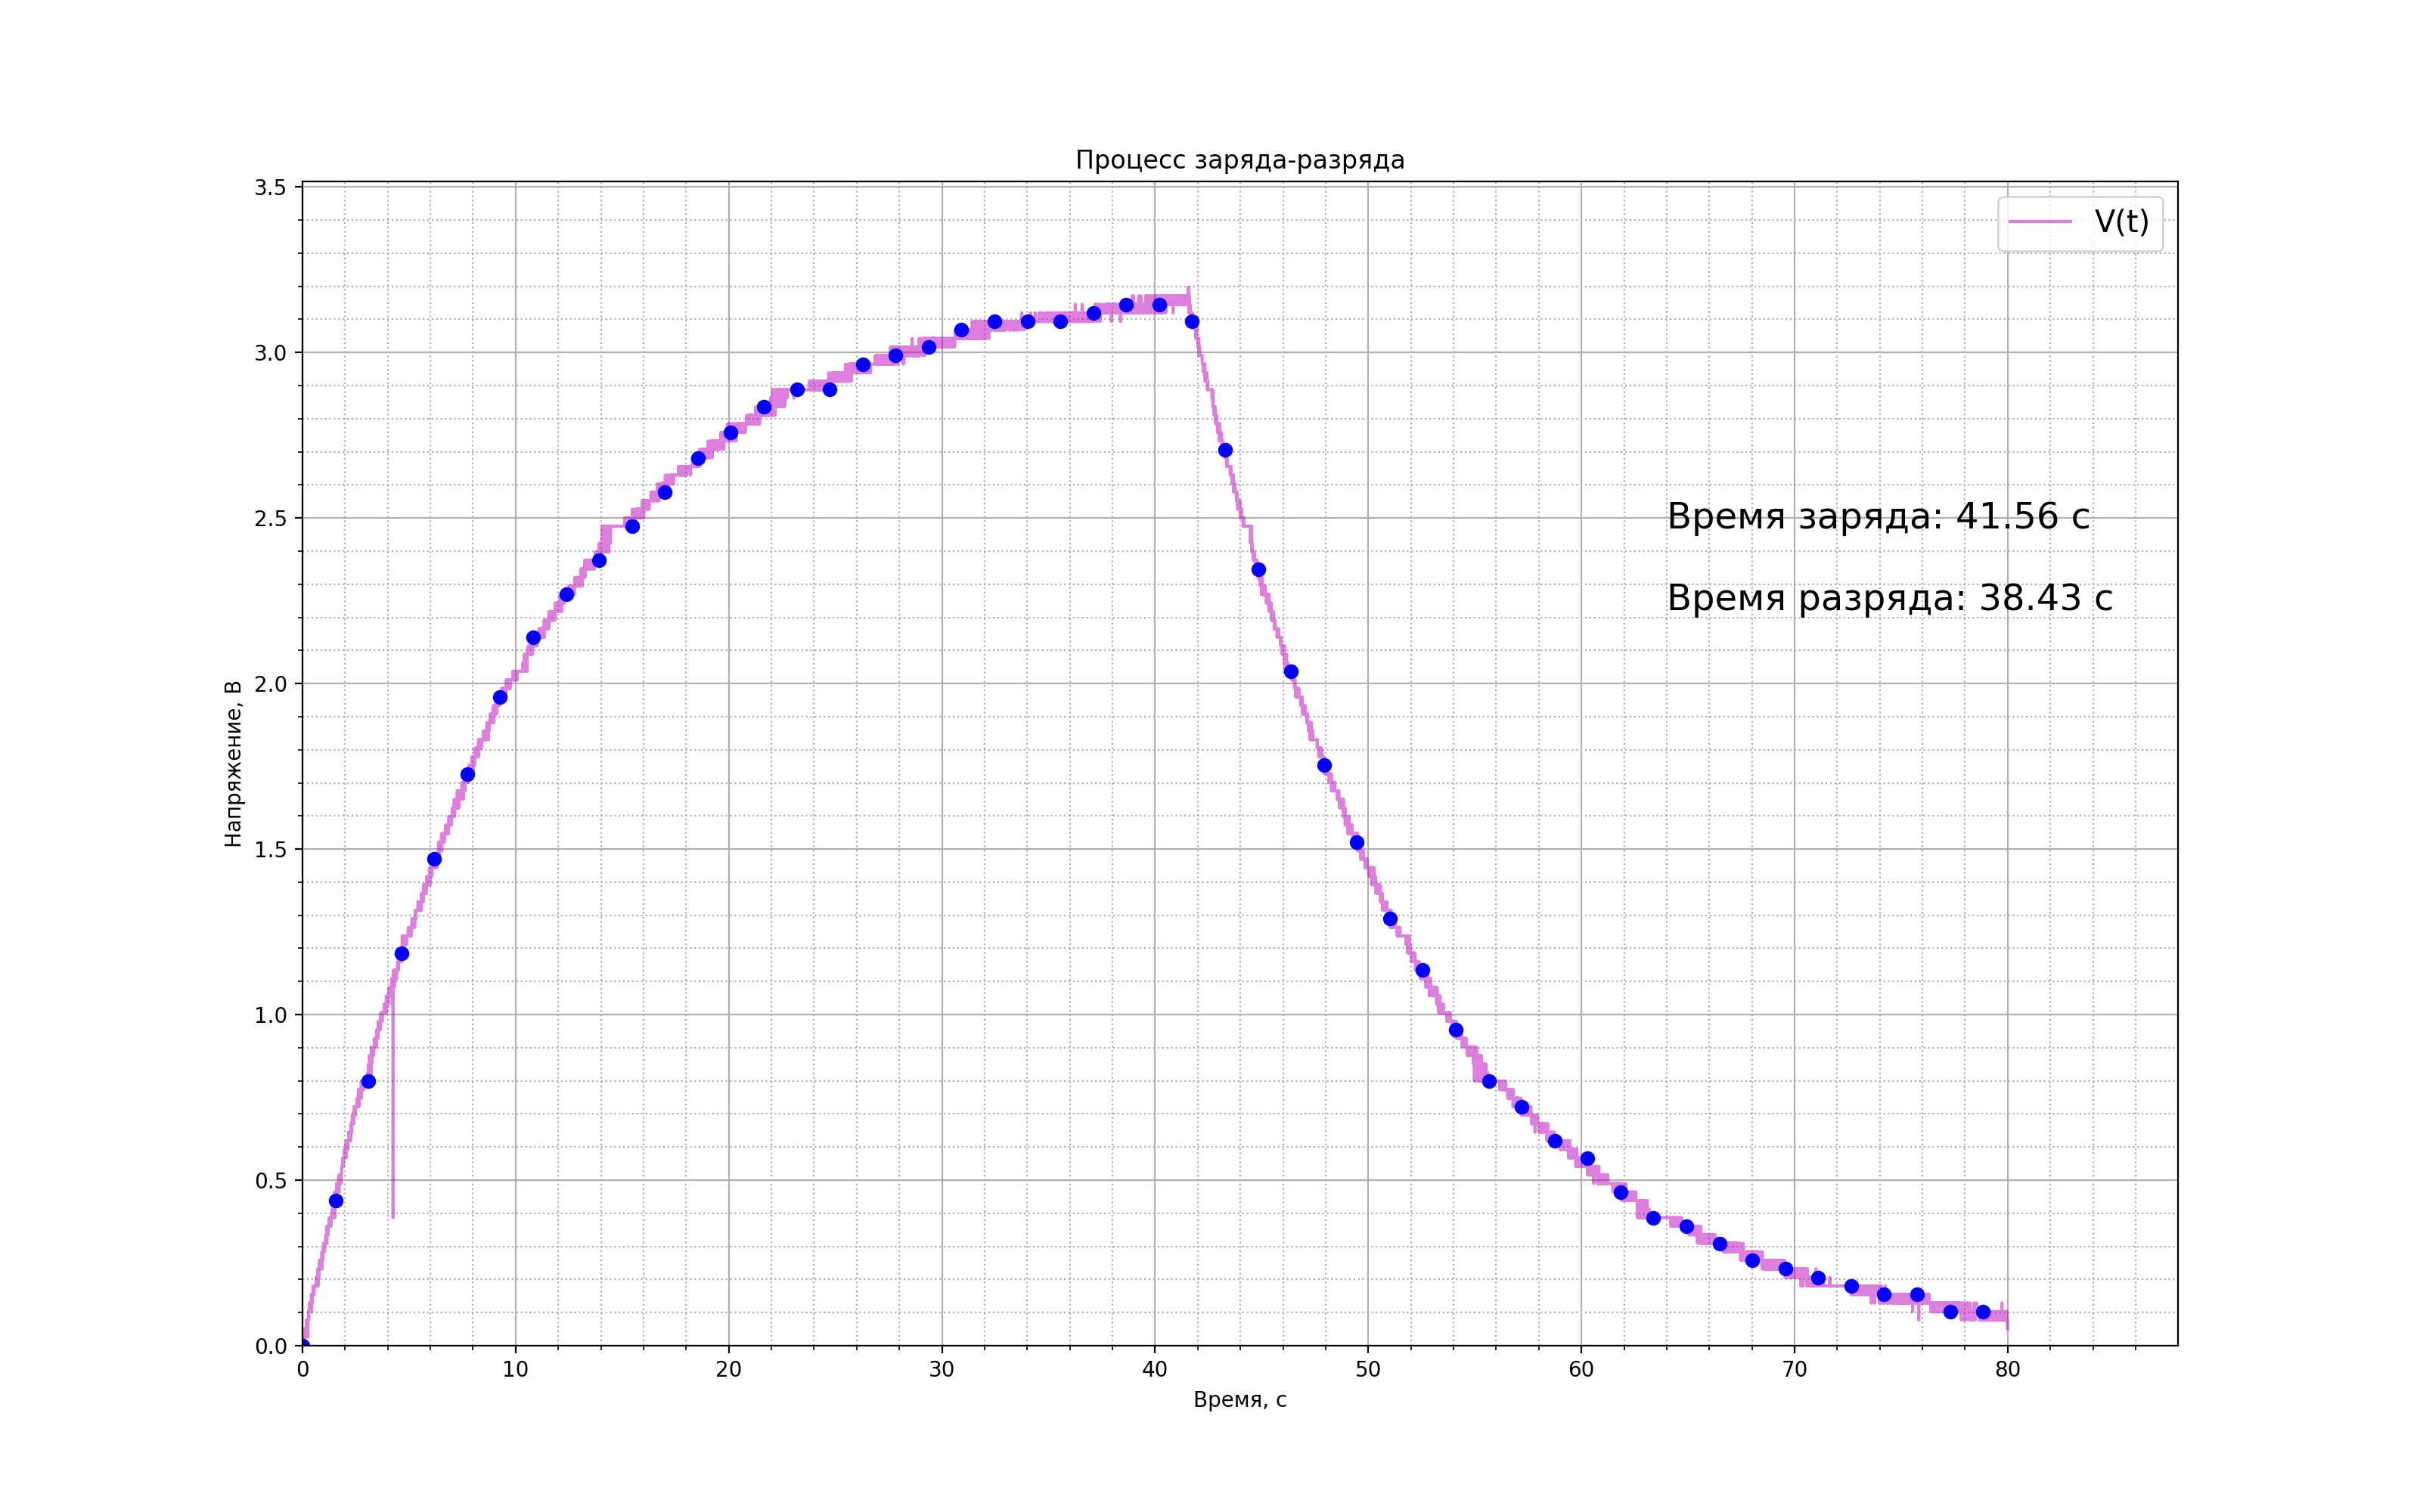 Процесс заряда-разряда
V(t)
3.5
3.0
2.5
2.0
1.5
1.0
0.5
0.0
Напряжение, В
Время заряда: 41.56 с
Время разряда: 38.43 с
0 10 20 30 40 50 60 70 80
Время, с